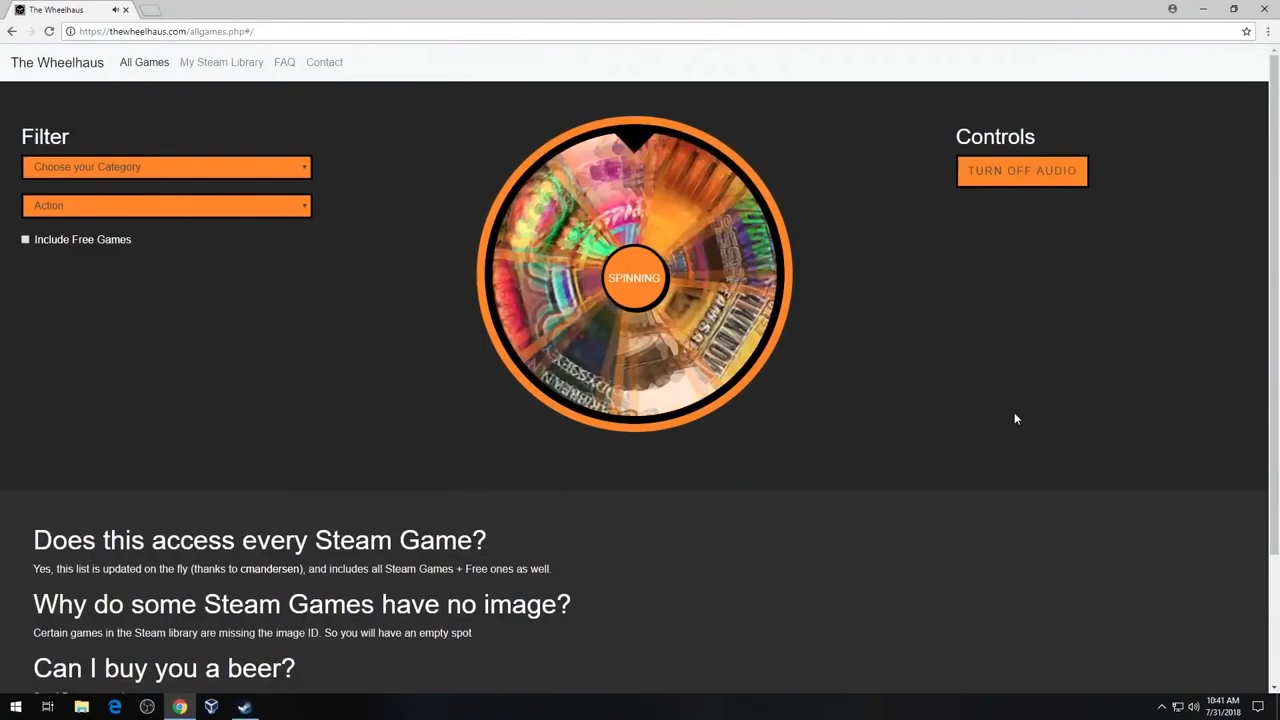 The Wheelhaus
https://thewheelhaus.com/allgames.php#/
The Wheelhaus
All Games
My Steam Library
FAQ
Contact
Filter
Choose your Category
Action
Include Free Games
SPINNING
ODYSSEY
Controls
TURN OFF AUDIO
Does this access every Steam Game?
Yes, this list is updated on the fly (thanks to cmandersen), and includes all Steam Games + Free ones as well.
Why do some Steam Games have no image?
Certain games in the Steam library are missing the image ID. So you will have an empty spot
Can I buy you a beer?
10:41 AM
7/31/2018